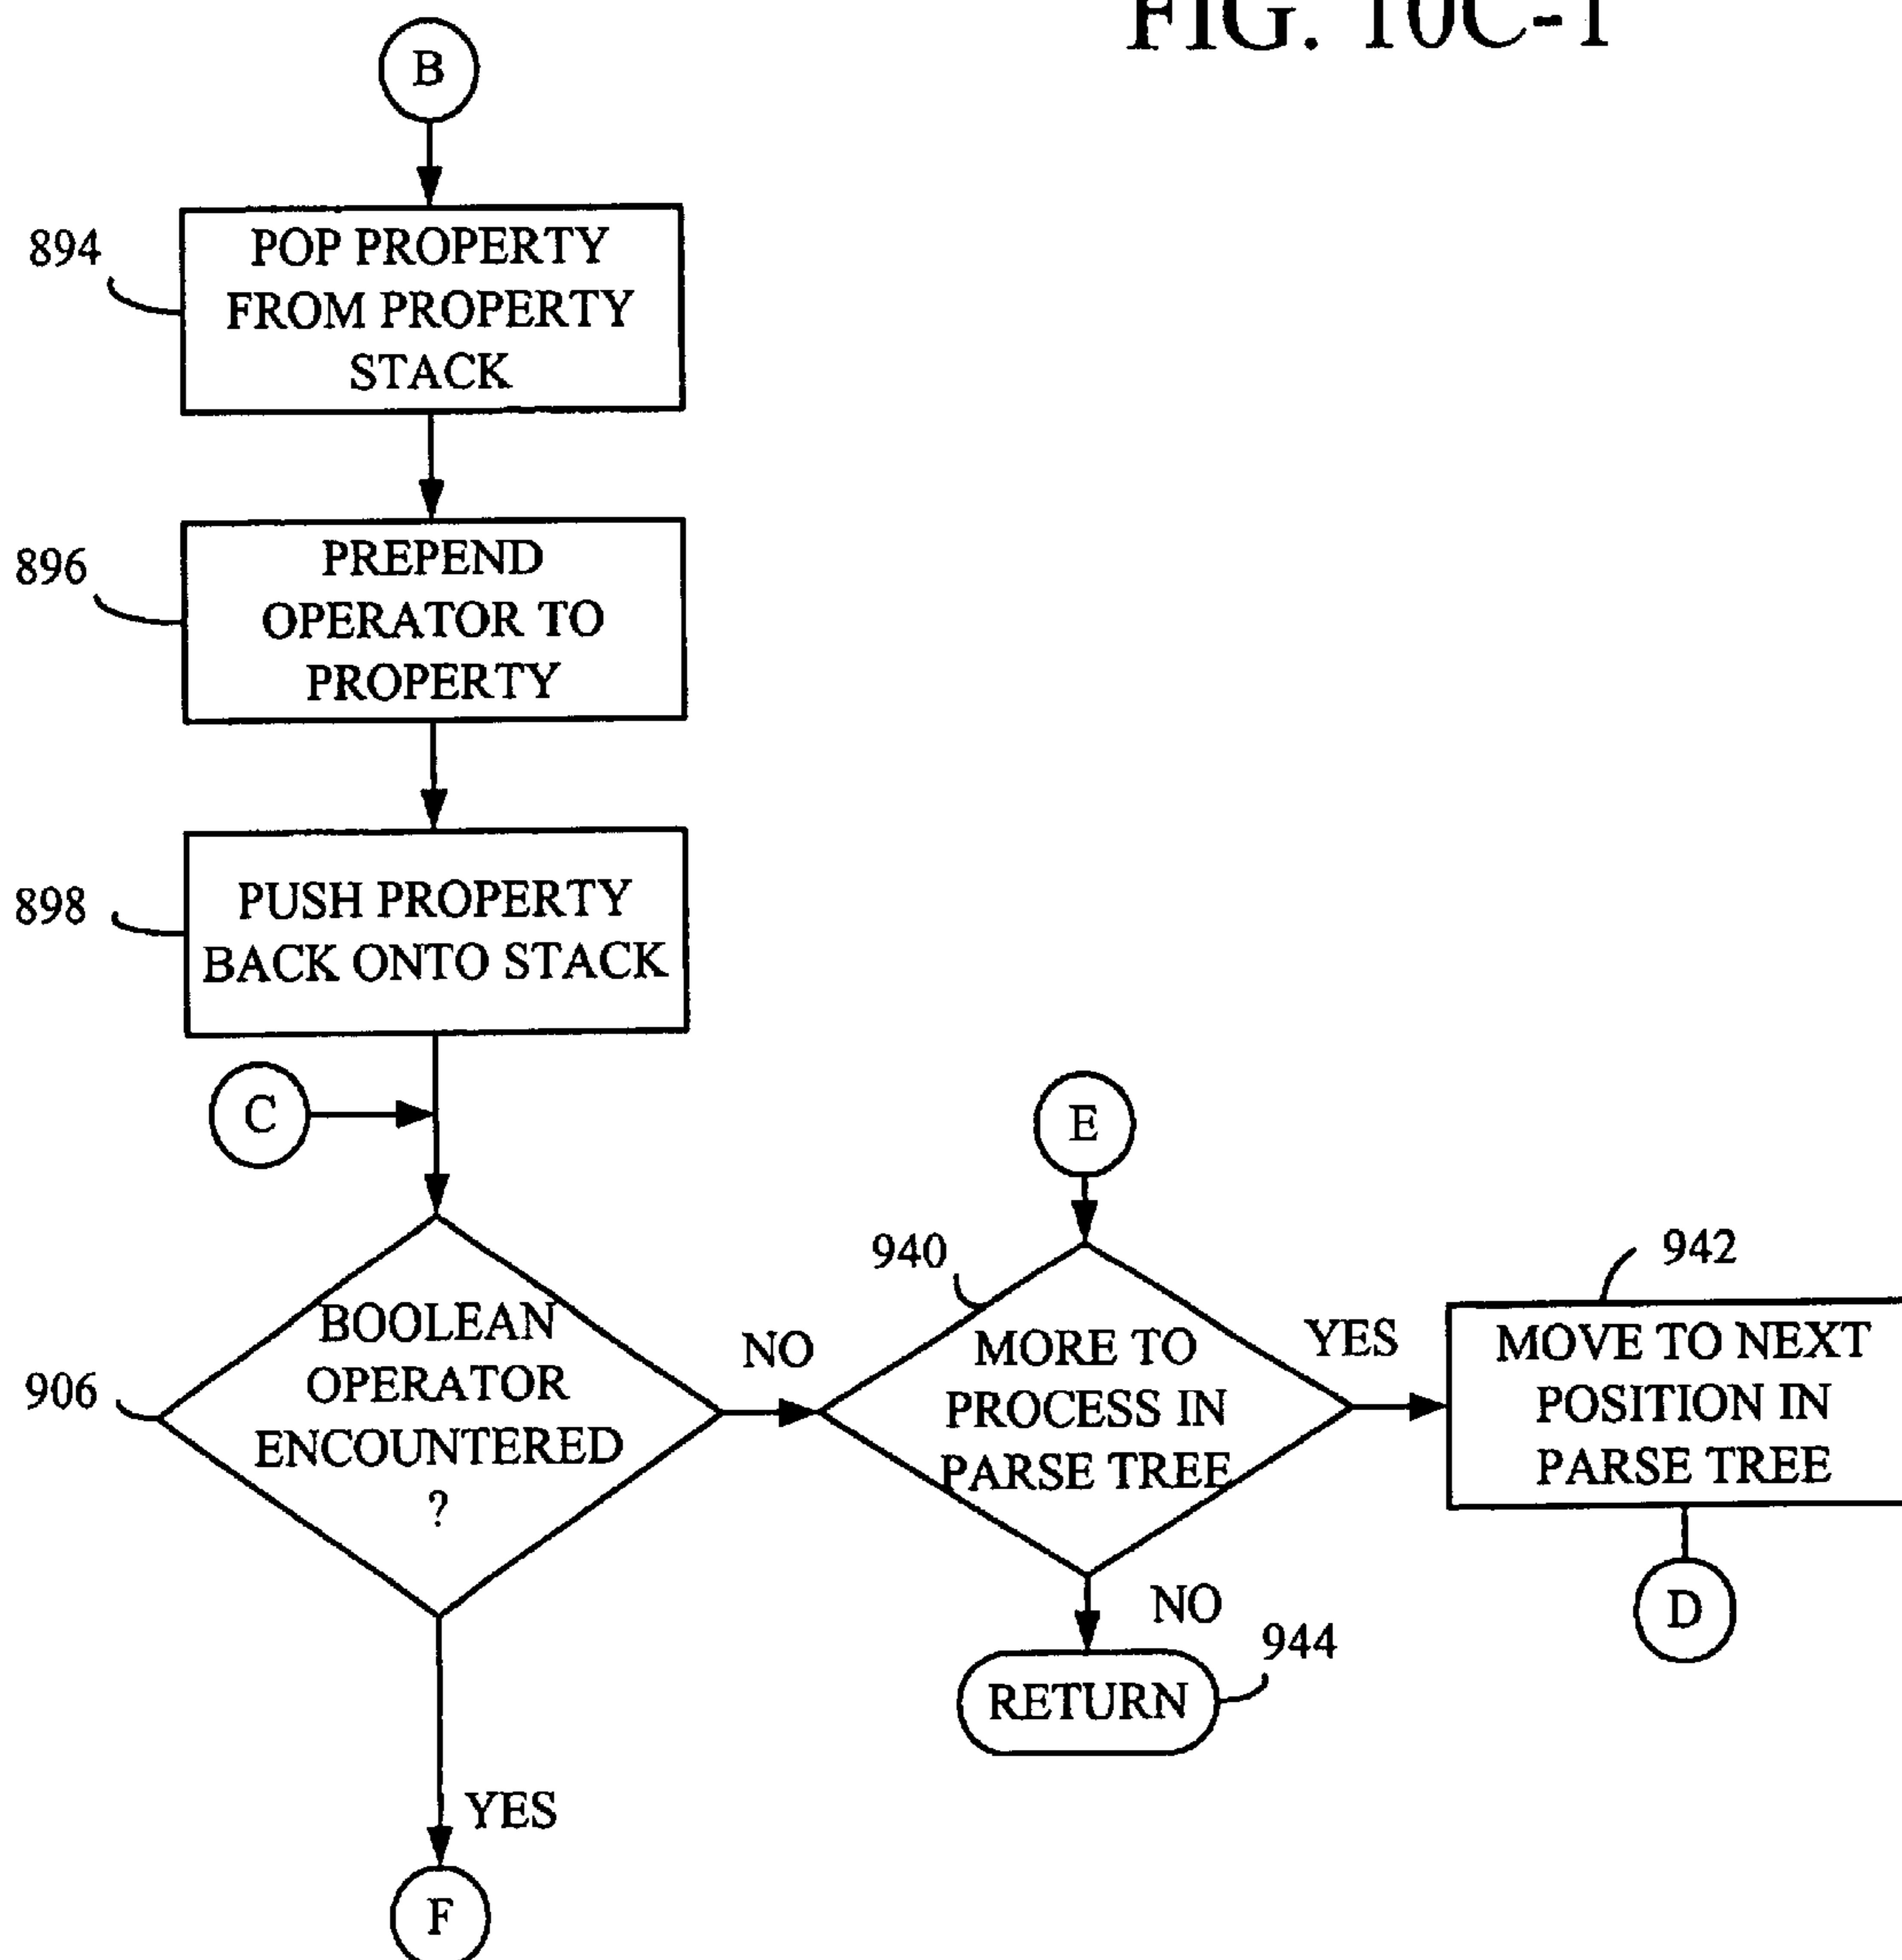 FIG. 10C-1
B
894
POP PROPERTY
FROM PROPERTY
STACK
896
PREPEND
OPERATOR TO
PROPERTY
898
PUSH PROPERTY
BACK ONTO STACK
C
E
906
BOOLEAN
OPERATOR
ENCOUNTERED
?
NO
940
MORE TO
PROCESS IN
PARSE TREE
YES
942
MOVE TO NEXT
POSITION IN
PARSE TREE
D
NO
944
RETURN
YES
F